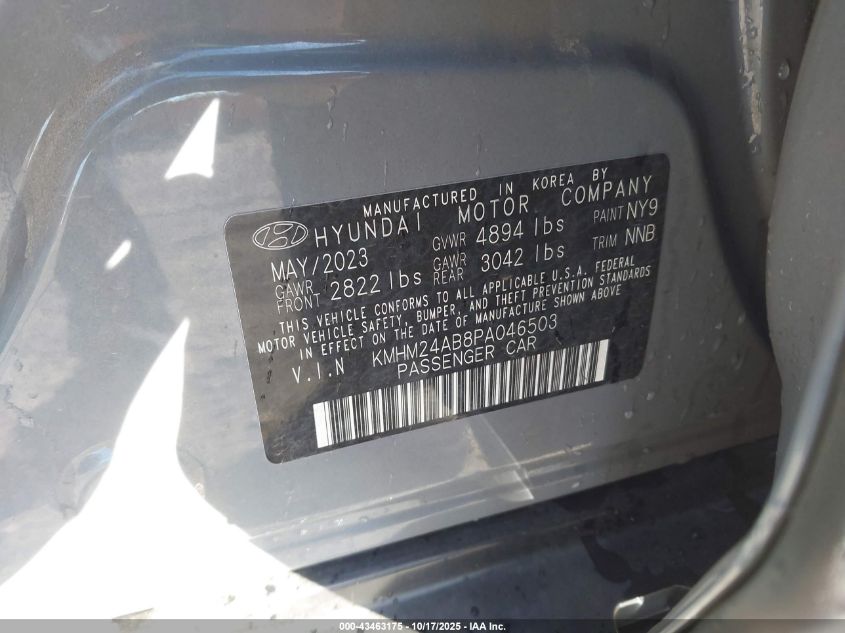 MANUFACTURED IN KOREA BY
HYUNDAI MOTOR COMPANY
MAY/2023 GVWR 4894 lbs PAINT NY9
GAWR FRONT 2822 lbs GAWR REAR 3042 lbs TRIM NNB
THIS VEHICLE CONFORMS TO ALL APPLICABLE U.S.A. FEDERAL
MOTOR VEHICLE SAFETY, BUMPER, AND THEFT PREVENTION STANDARDS
IN EFFECT ON THE DATE OF MANUFACTURE SHOWN ABOVE
V.I.N KMHM24AB8PA046503
PASSENGER CAR
000-43463175 - 10/17/2025 - © IAA, Inc.